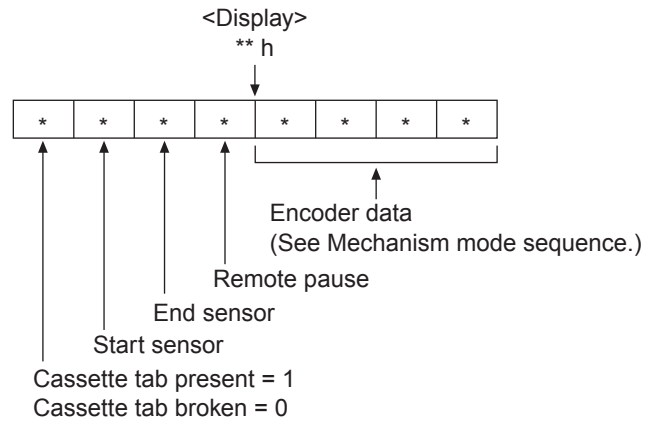 <Display>
** h
* * * * * * * *
Encoder data
(See Mechanism mode sequence.)
Remote pause
End sensor
Start sensor
Cassette tab present = 1
Cassette tab broken = 0